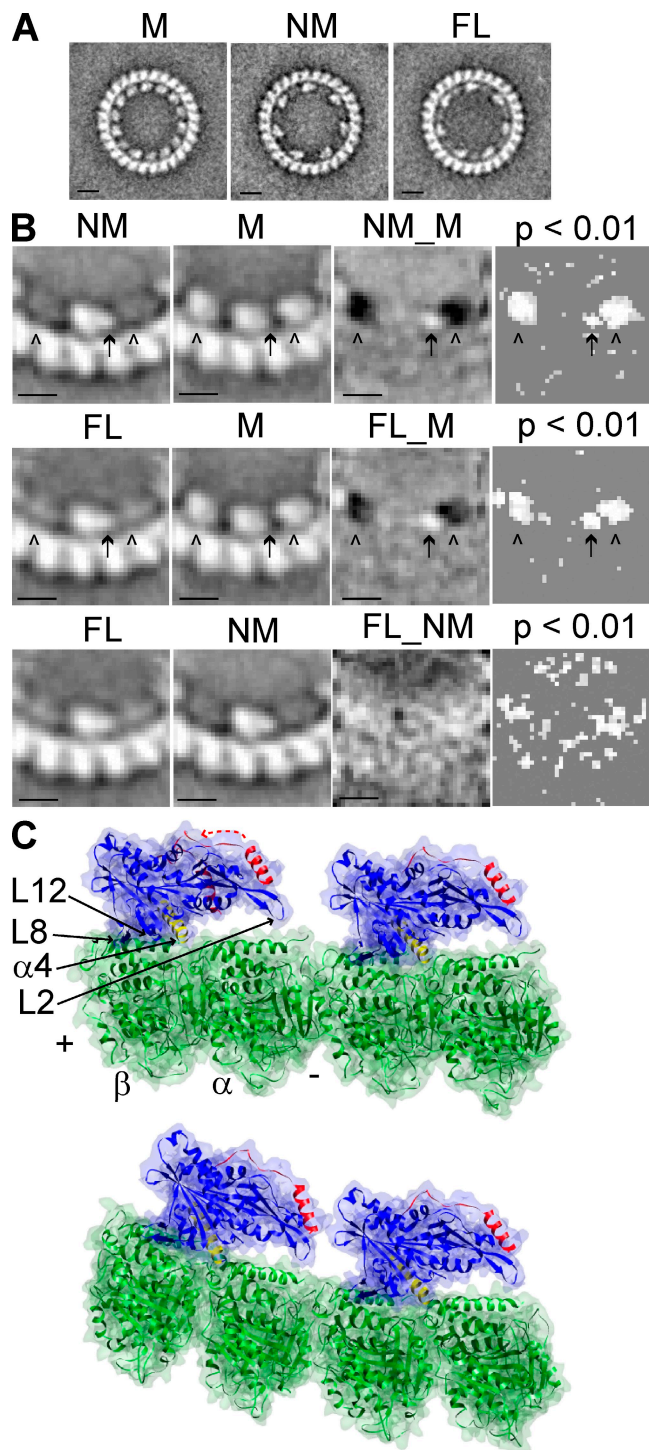 A
M NM FL
B
NM M NM_M p < 0.01
^ ↑ ^ ^ ↑ ^ ^ ↑ ^ ^ ↑ ^
FL M FL_M p < 0.01
^ ↑ ^ ^ ↑ ^ ^ ↑ ^ ^ ↑ ^
FL NM FL_NM p < 0.01
C
L12
L8
α4
L2
+
β α -